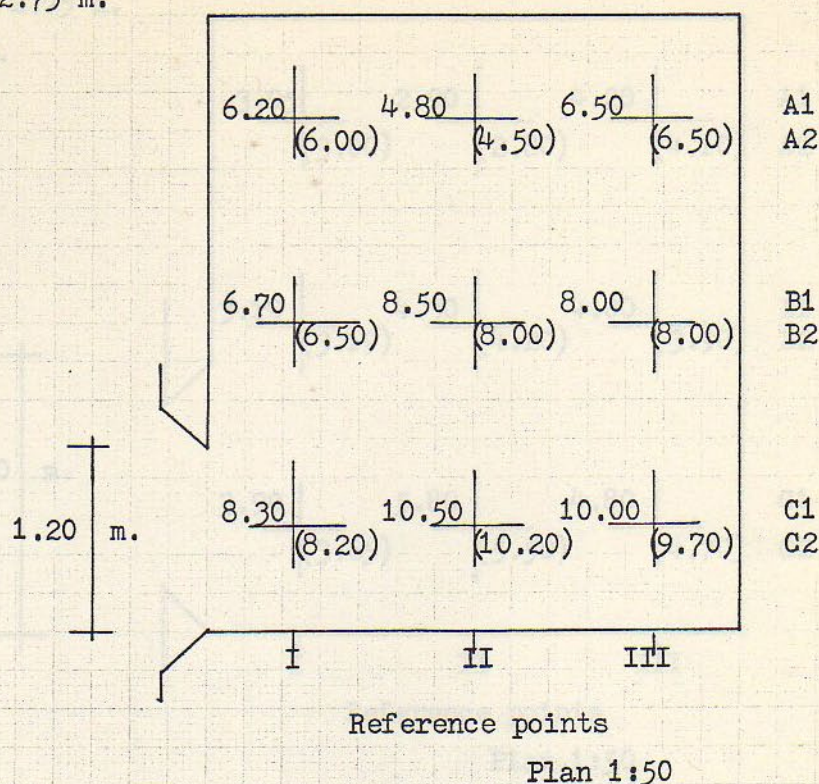 2.75 m.
6.20 4.80 6.50 A1
(6.00) (4.50) (6.50) A2
6.70 8.50 8.00 B1
(6.50) (8.00) (8.00) B2
8.30 10.50 10.00 C1
1.20 m.
(8.20) (10.20) (9.70) C2
I II III
Reference points
Plan 1:50